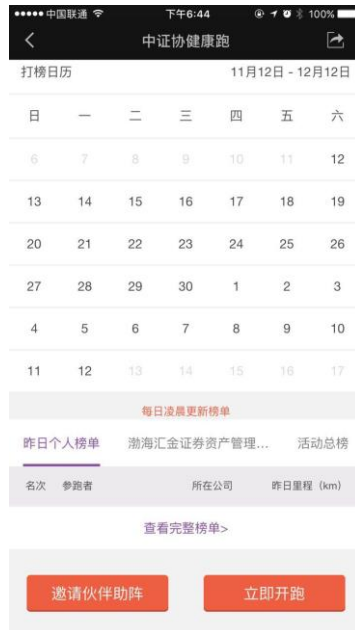 中国联通 下午6:44 100%
中证协健康跑
打榜日历 11月12日 - 12月12日
日 一 二 三 四 五 六
6 7 8 9 10 11 12
13 14 15 16 17 18 19
20 21 22 23 24 25 26
27 28 29 30 1 2 3
4 5 6 7 8 9 10
11 12 13 14 15 16 17
每日凌晨更新榜单
昨日个人榜单 渤海汇金证券资产管理... 活动总榜
名次 参跑者 所在公司 昨日里程（km）
查看完整榜单>
邀请伙伴助阵 立即开跑